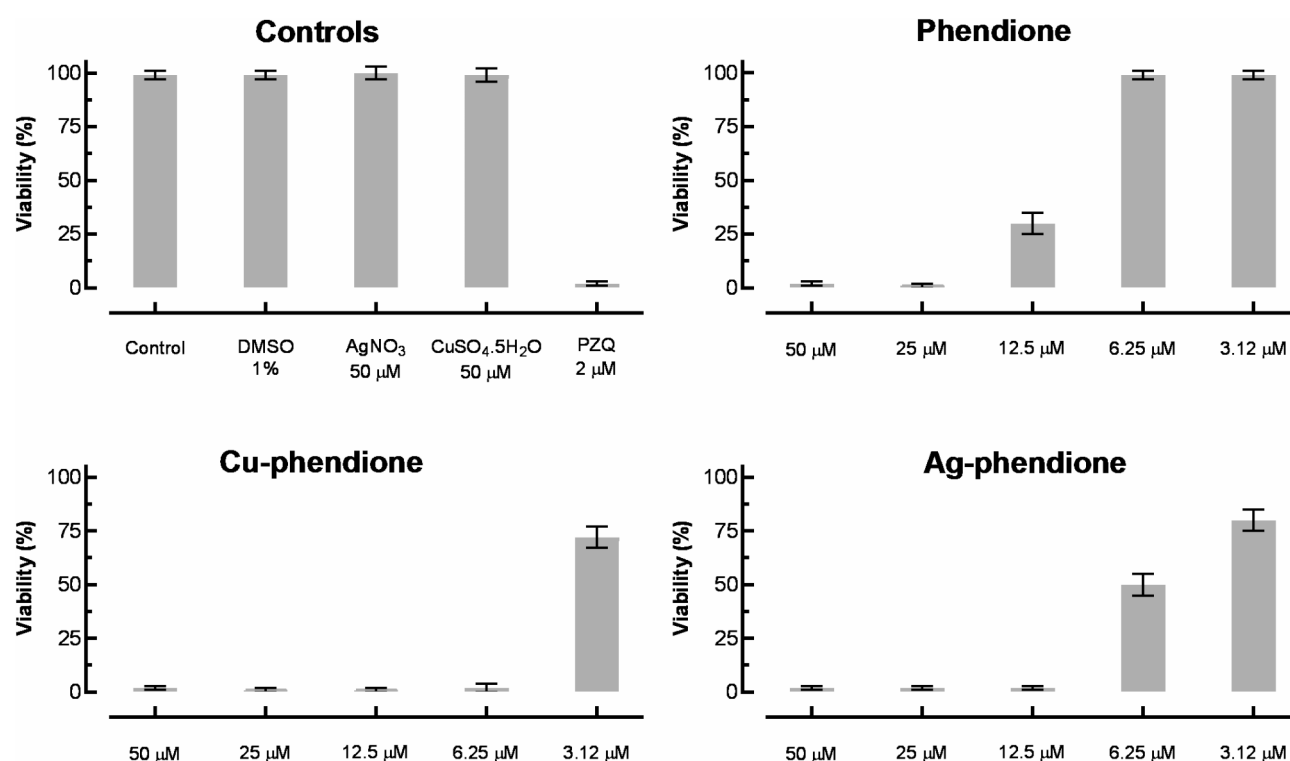 Controls
Viability (%)
100
75
50
25
0
Control
DMSO
1%
AgNO₃
50 µM
CuSO₄.5H₂O
50 µM
PZQ
2 µM
Phendione
Viability (%)
100
75
50
25
0
50 µM
25 µM
12.5 µM
6.25 µM
3.12 µM
Cu-phendione
Viability (%)
100
75
50
25
0
50 µM
25 µM
12.5 µM
6.25 µM
3.12 µM
Ag-phendione
Viability (%)
100
75
50
25
0
50 µM
25 µM
12.5 µM
6.25 µM
3.12 µM